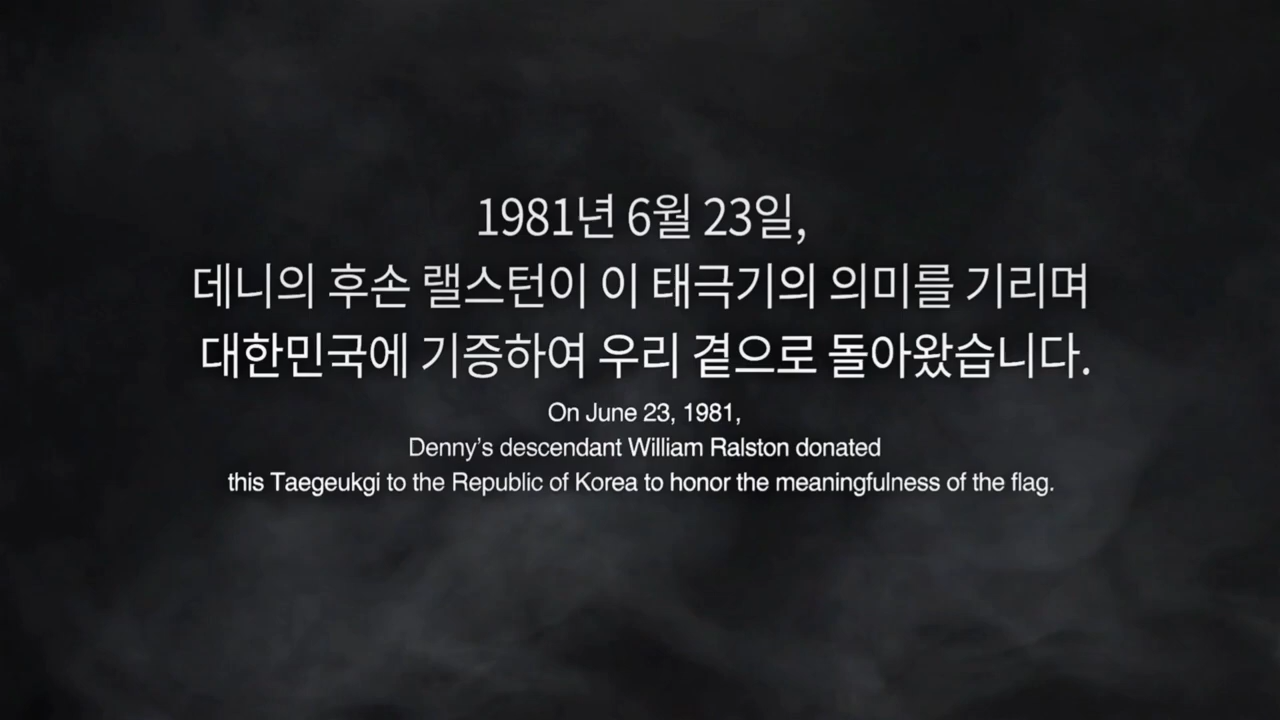 1981년 6월 23일,
데니의 후손 랠스턴이 이 태극기의 의미를 기리며
대한민국에 기증하여 우리 곁으로 돌아왔습니다.
On June 23, 1981,
Denny’s descendant William Ralston donated
this Taegeukgi to the Republic of Korea to honor the meaningfulness of the flag.